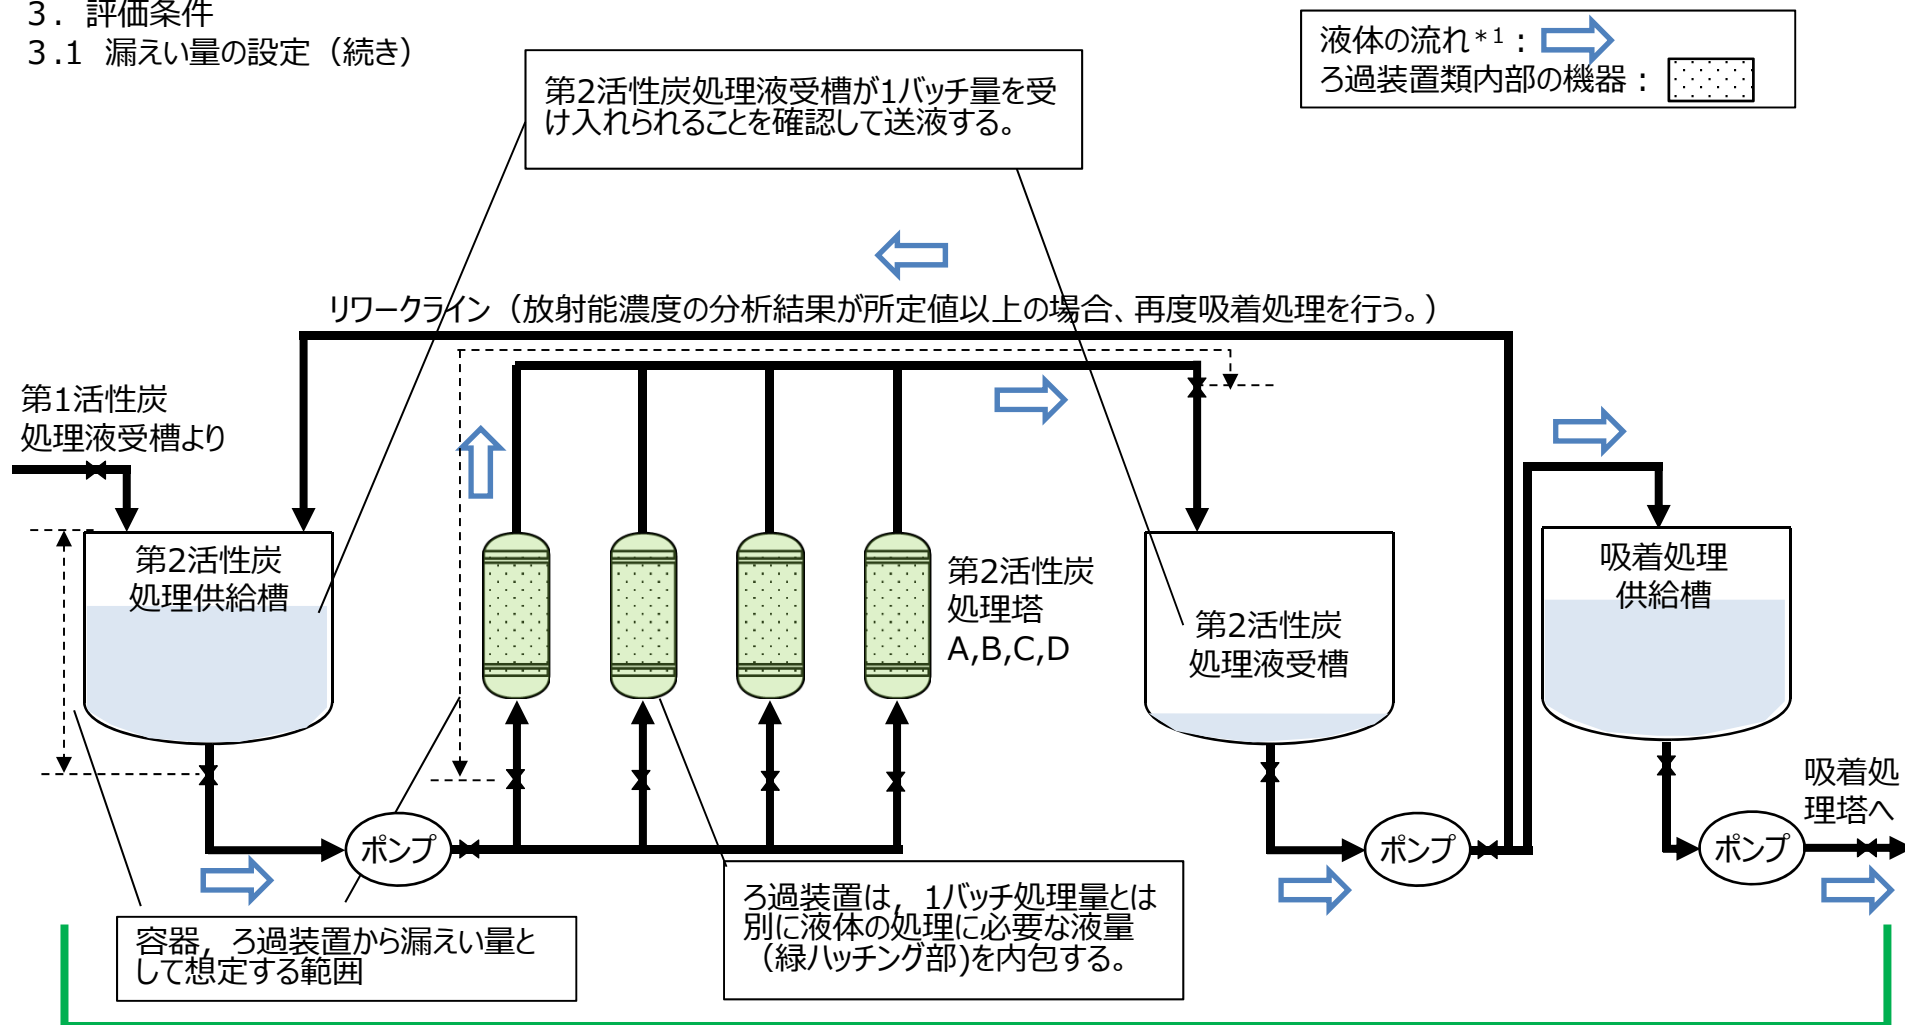 3. 評価条件
3.1 漏えい量の設定（続き）
液体の流れ*1：
ろ過装置類内部の機器：
第2活性炭処理液受槽が1バッチ量を受
け入れられることを確認して送液する。
リワークライン（放射能濃度の分析結果が所定値以上の場合、再度吸着処理を行う。）
第1活性炭
処理液受槽より
第2活性炭
処理供給槽
第2活性炭
処理塔
A,B,C,D
第2活性炭
処理液受槽
吸着処理
供給槽
吸着処
理塔へ
ポンプ
ポンプ
ポンプ
容器，ろ過装置から漏えい量と
して想定する範囲
ろ過装置は，1バッチ処理量とは
別に液体の処理に必要な液量
（緑ハッチング部)を内包する。